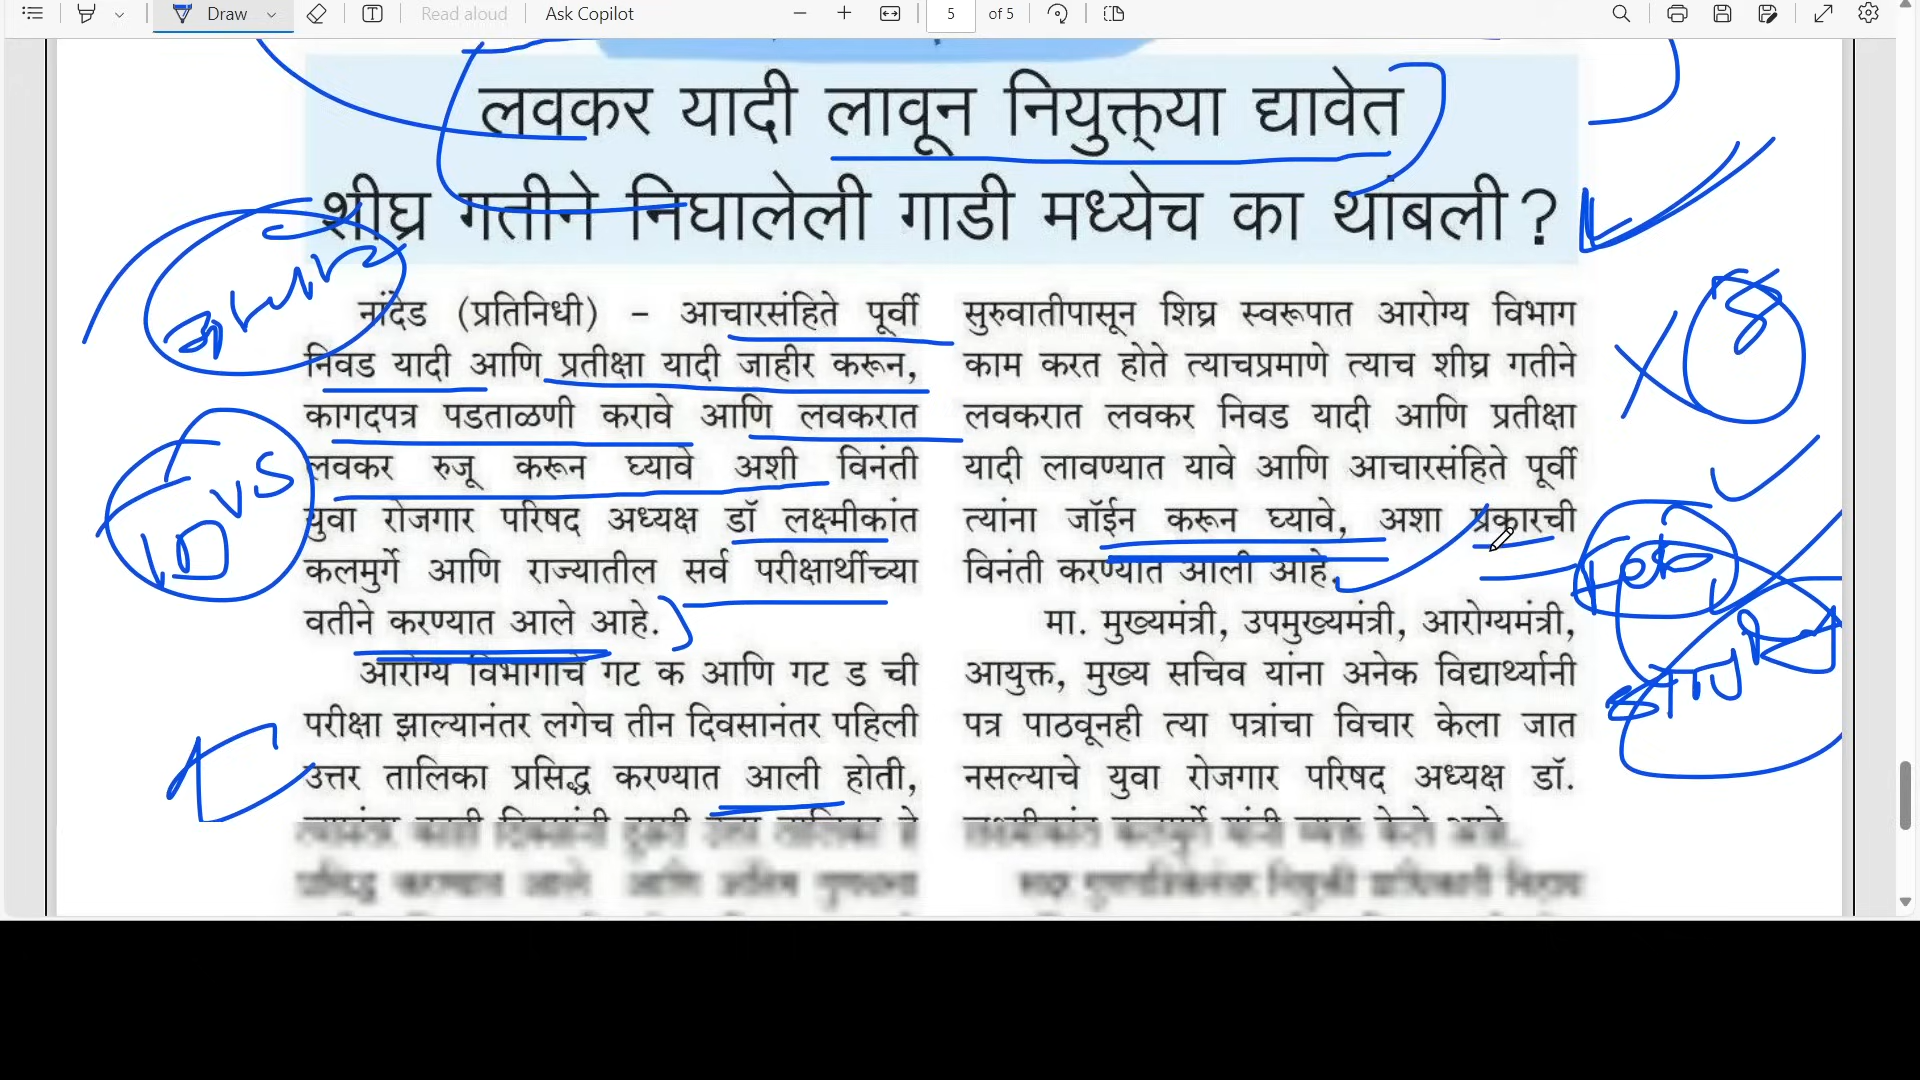 Draw
Read aloud
Ask Copilot
5
of 5
लवकर यादी लावून नियुक्त्या द्यावेत
शीघ्र गतीने निघालेली गाडी मध्येच का थांबली ?
नांदेड (प्रतिनिधी) - आचारसंहिते पूर्वी
निवड यादी आणि प्रतीक्षा यादी जाहीर करून,
कागदपत्र पडताळणी करावे आणि लवकरात
लवकर रुजू करून घ्यावे अशी विनंती
युवा रोजगार परिषद अध्यक्ष डॉ लक्ष्मीकांत
कलमुर्गे आणि राज्यातील सर्व परीक्षार्थीच्या
वतीने करण्यात आले आहे.
आरोग्य विभागाचे गट क आणि गट ड ची
परीक्षा झाल्यानंतर लगेच तीन दिवसानंतर पहिली
उत्तर तालिका प्रसिद्ध करण्यात आली होती,
सुरुवातीपासून शिघ्र स्वरूपात आरोग्य विभाग
काम करत होते त्याचप्रमाणे त्याच शीघ्र गतीने
लवकरात लवकर निवड यादी आणि प्रतीक्षा
यादी लावण्यात यावे आणि आचारसंहिते पूर्वी
त्यांना जॉईन करून घ्यावे, अशा प्रकारची
विनंती करण्यात आली आहे.
मा. मुख्यमंत्री, उपमुख्यमंत्री, आरोग्यमंत्री,
आयुक्त, मुख्य सचिव यांना अनेक विद्यार्थ्यानी
पत्र पाठवूनही त्या पत्रांचा विचार केला जात
नसल्याचे युवा रोजगार परिषद अध्यक्ष डॉ.